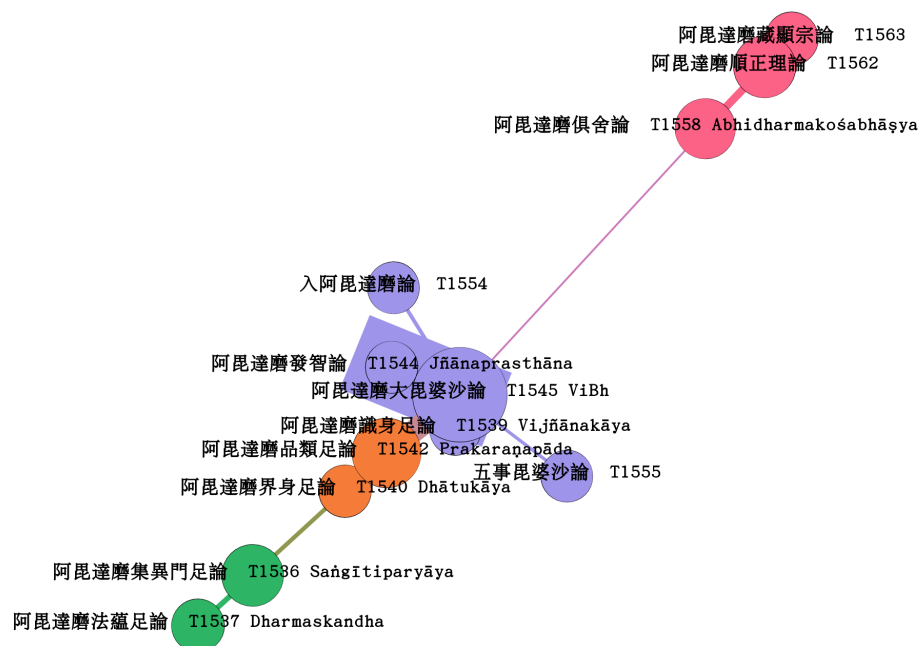 阿毘達磨藏顯宗論 T1563
阿毘達磨順正理論 T1562
阿毘達磨俱舍論 T1558 Abhidharmakośabhāṣya
入阿毘達磨論 T1554
阿毘達磨發智論 T1544 Jñānaprasthāna
阿毘達磨大毘婆沙論 T1545 ViBh
阿毘達磨識身足論 T1539 Vijñānakāya
阿毘達磨品類足論 T1542 Prakaraṇapāda
五事毘婆沙論 T1555
阿毘達磨界身足論 T1540 Dhātukāya
阿毘達磨集異門足論 T1536 Saṅgītiparyāya
阿毘達磨法蘊足論 T1537 Dharmaskandha